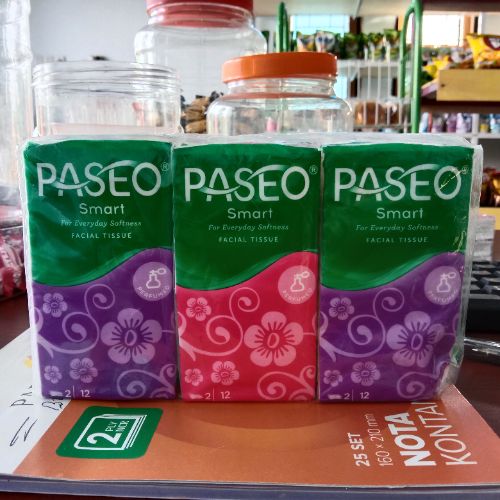 PASEO®
Smart
For Everyday Softness
FACIAL TISSUE
PERFUMED
2 | 12
PASEO®
Smart
For Everyday Softness
FACIAL TISSUE
PERFUMED
2 | 12
PASEO®
Smart
For Everyday Softness
FACIAL TISSUE
PERFUMED
2 | 12
2 PLY
NCR
25 SET
160 x 210 mm
NOTA
KONTAN